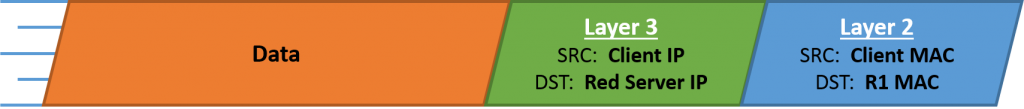 Data
Layer 3
SRC: Client IP
DST: Red Server IP
Layer 2
SRC: Client MAC
DST: R1 MAC